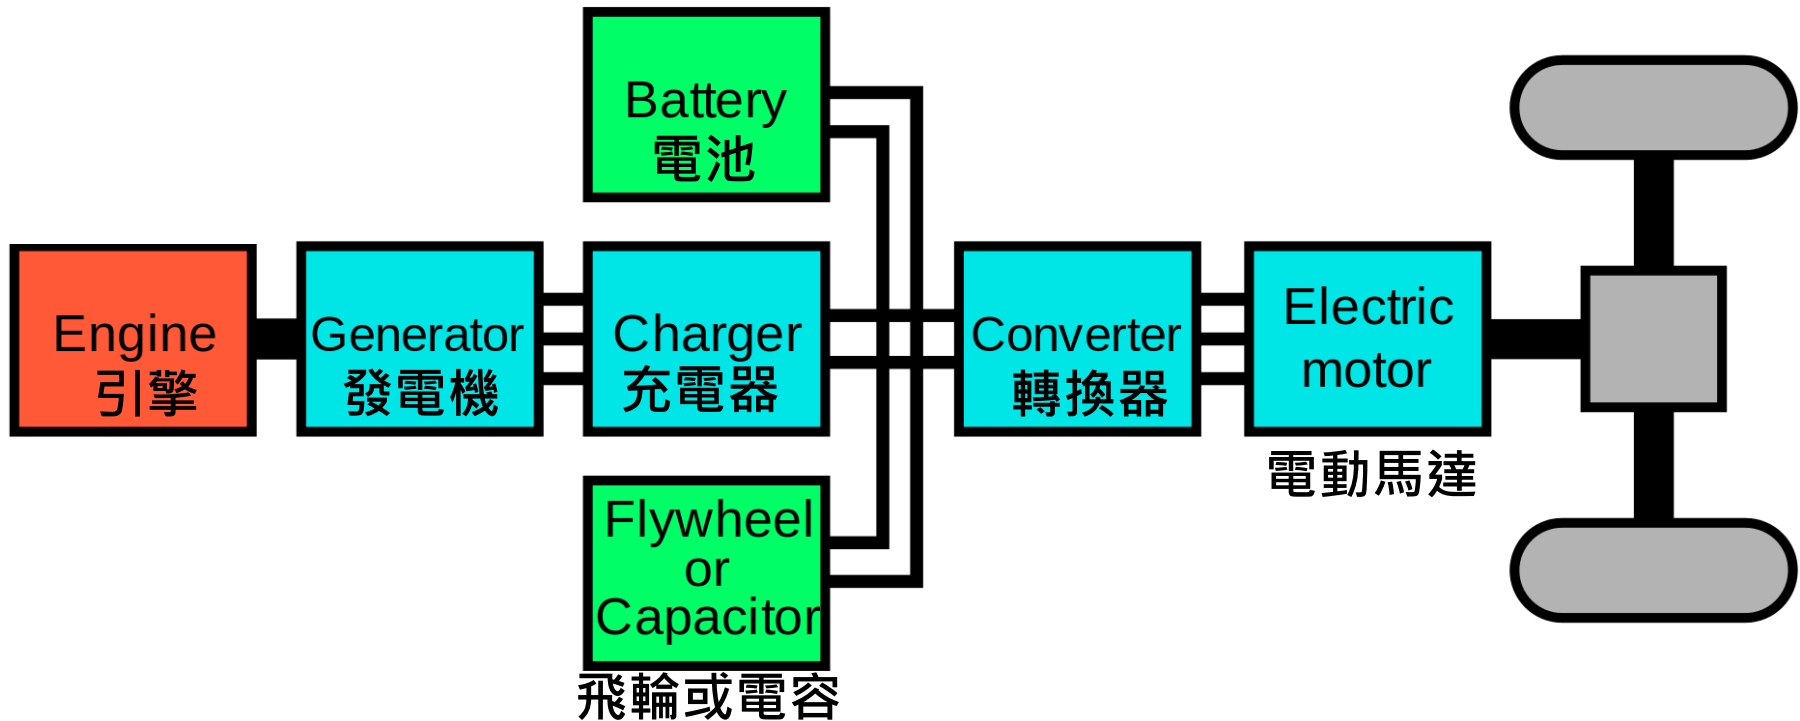 Battery
電池
Engine
引擎
Generator
發電機
Charger
充電器
Converter
轉換器
Electric
motor
電動馬達
Flywheel
or
Capacitor
飛輪或電容